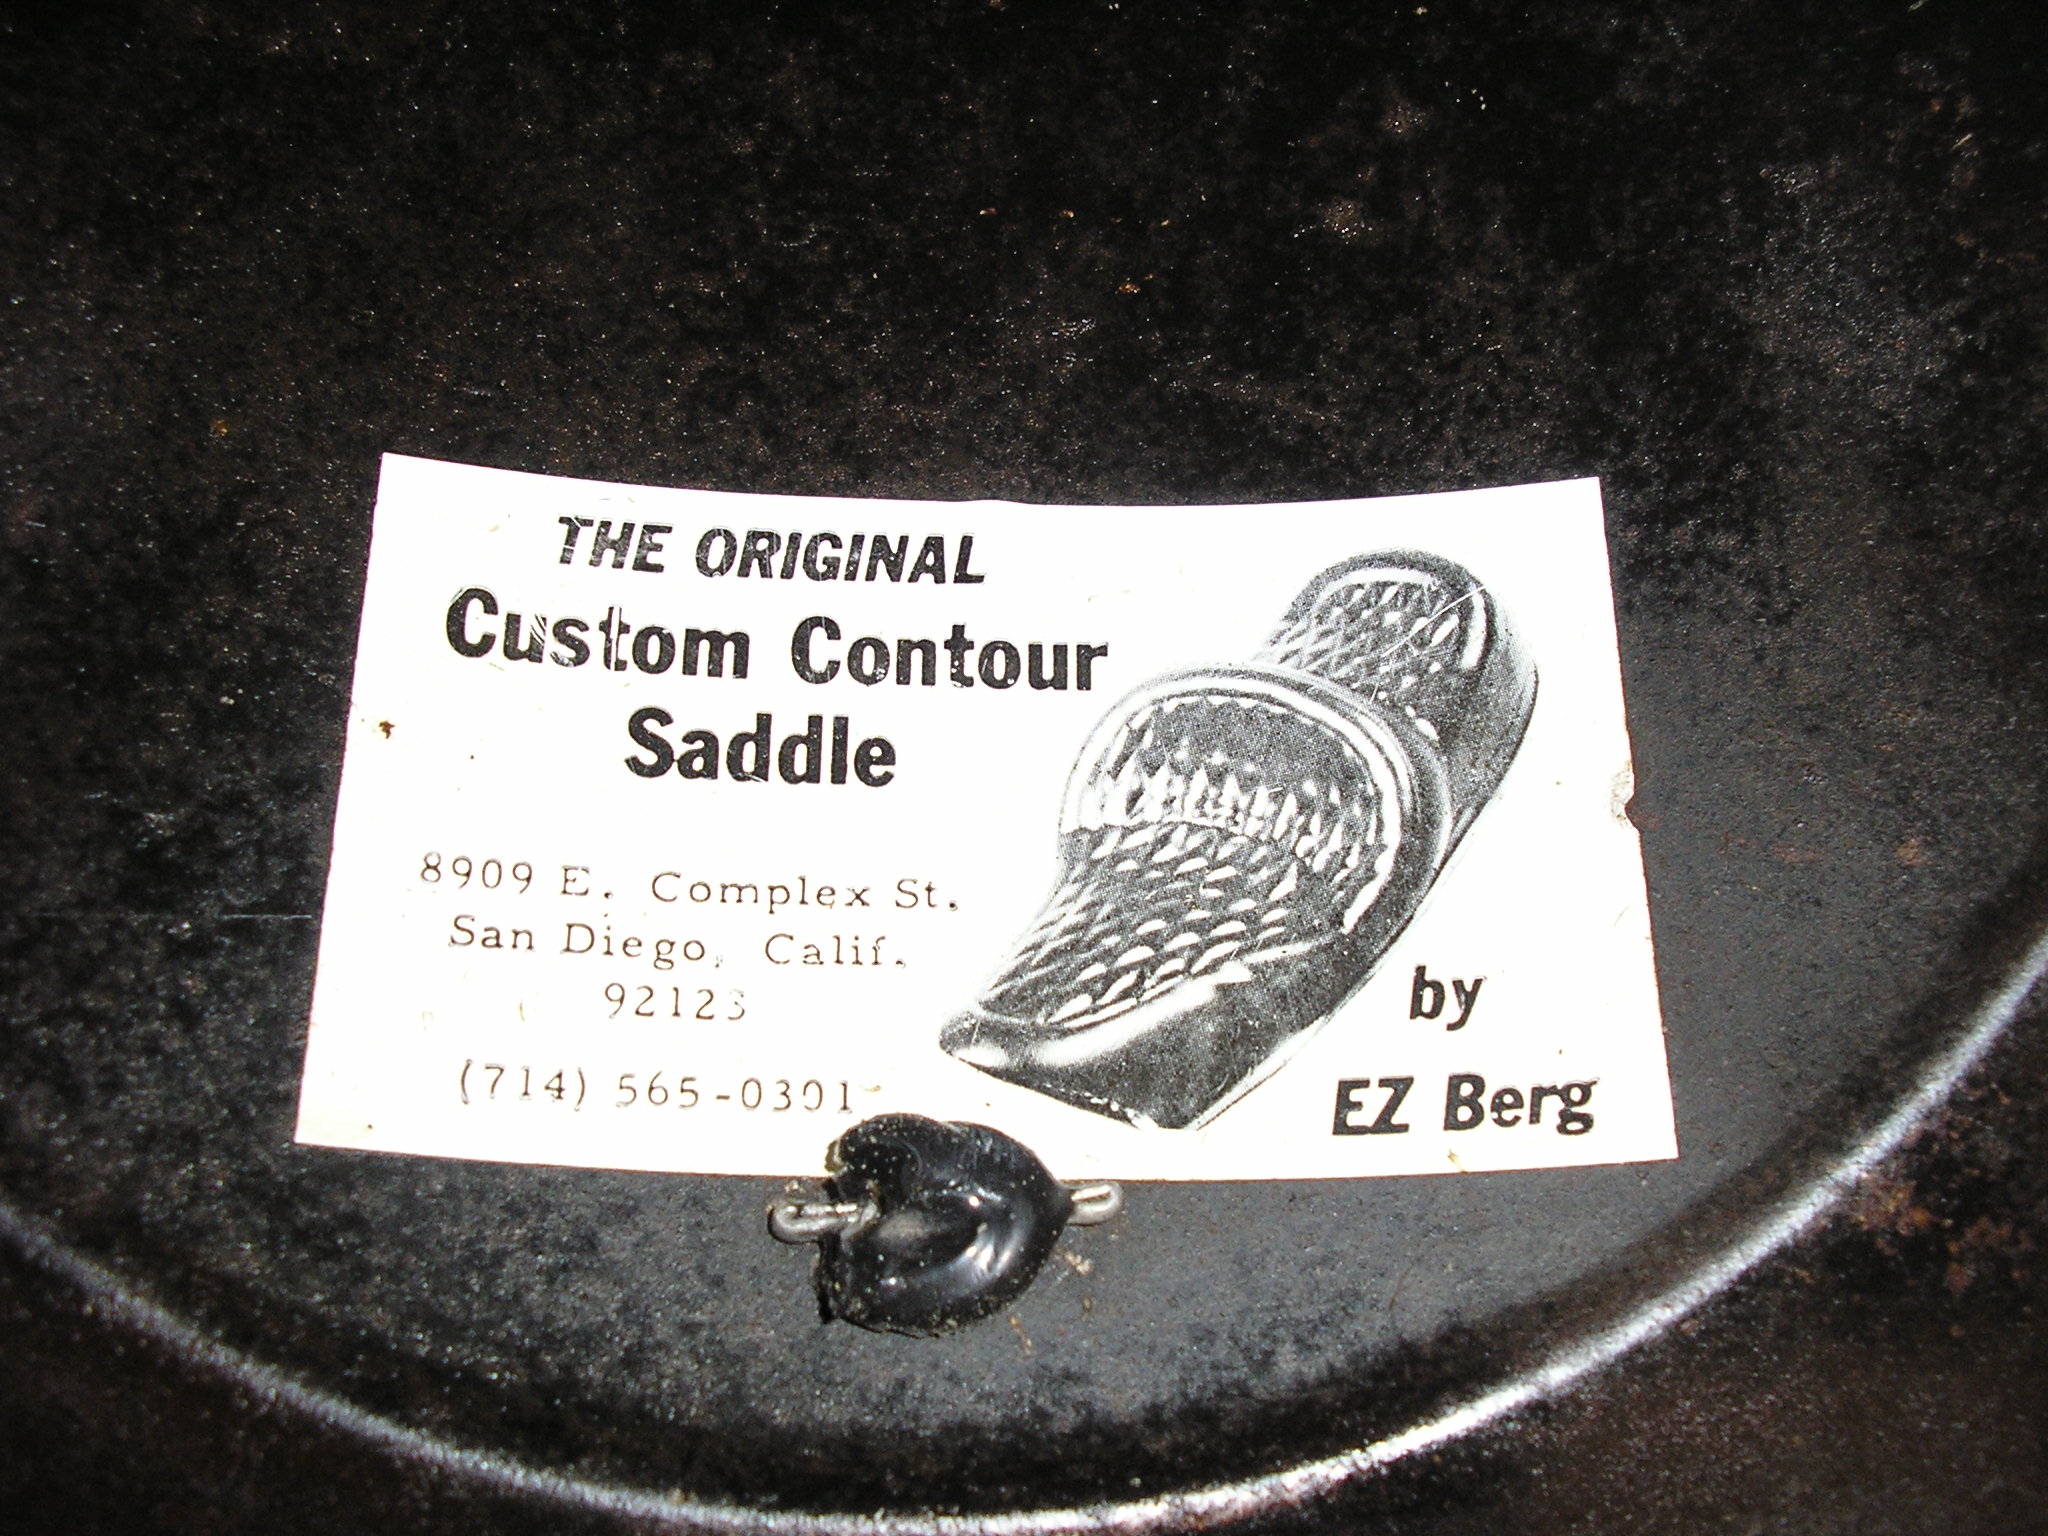 THE ORIGINAL
Custom Contour
Saddle
8909 E. Complex St.
San Diego, Calif.
92123
(714) 565-0301
by
EZ Berg